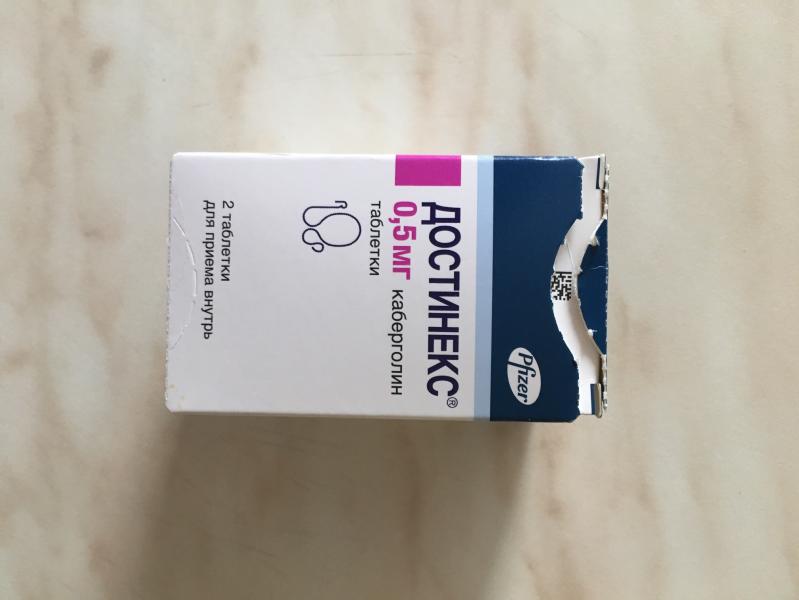 Pfizer
ДОСТИНЕКС®
0,5 мг каберголин
таблетки
2 таблетки
для приема внутрь